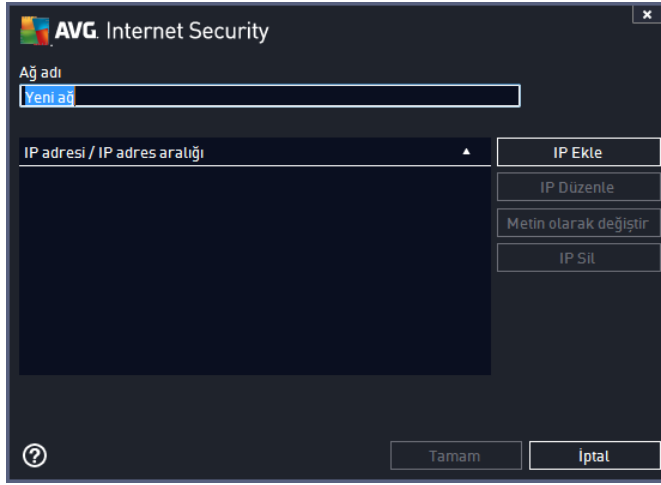 AVG. Internet Security
Ağ adı
Yeni ağ
IP adresi / IP adres aralığı
IP Ekle
IP Düzenle
Metin olarak değiştir
IP Sil
Tamam
İptal